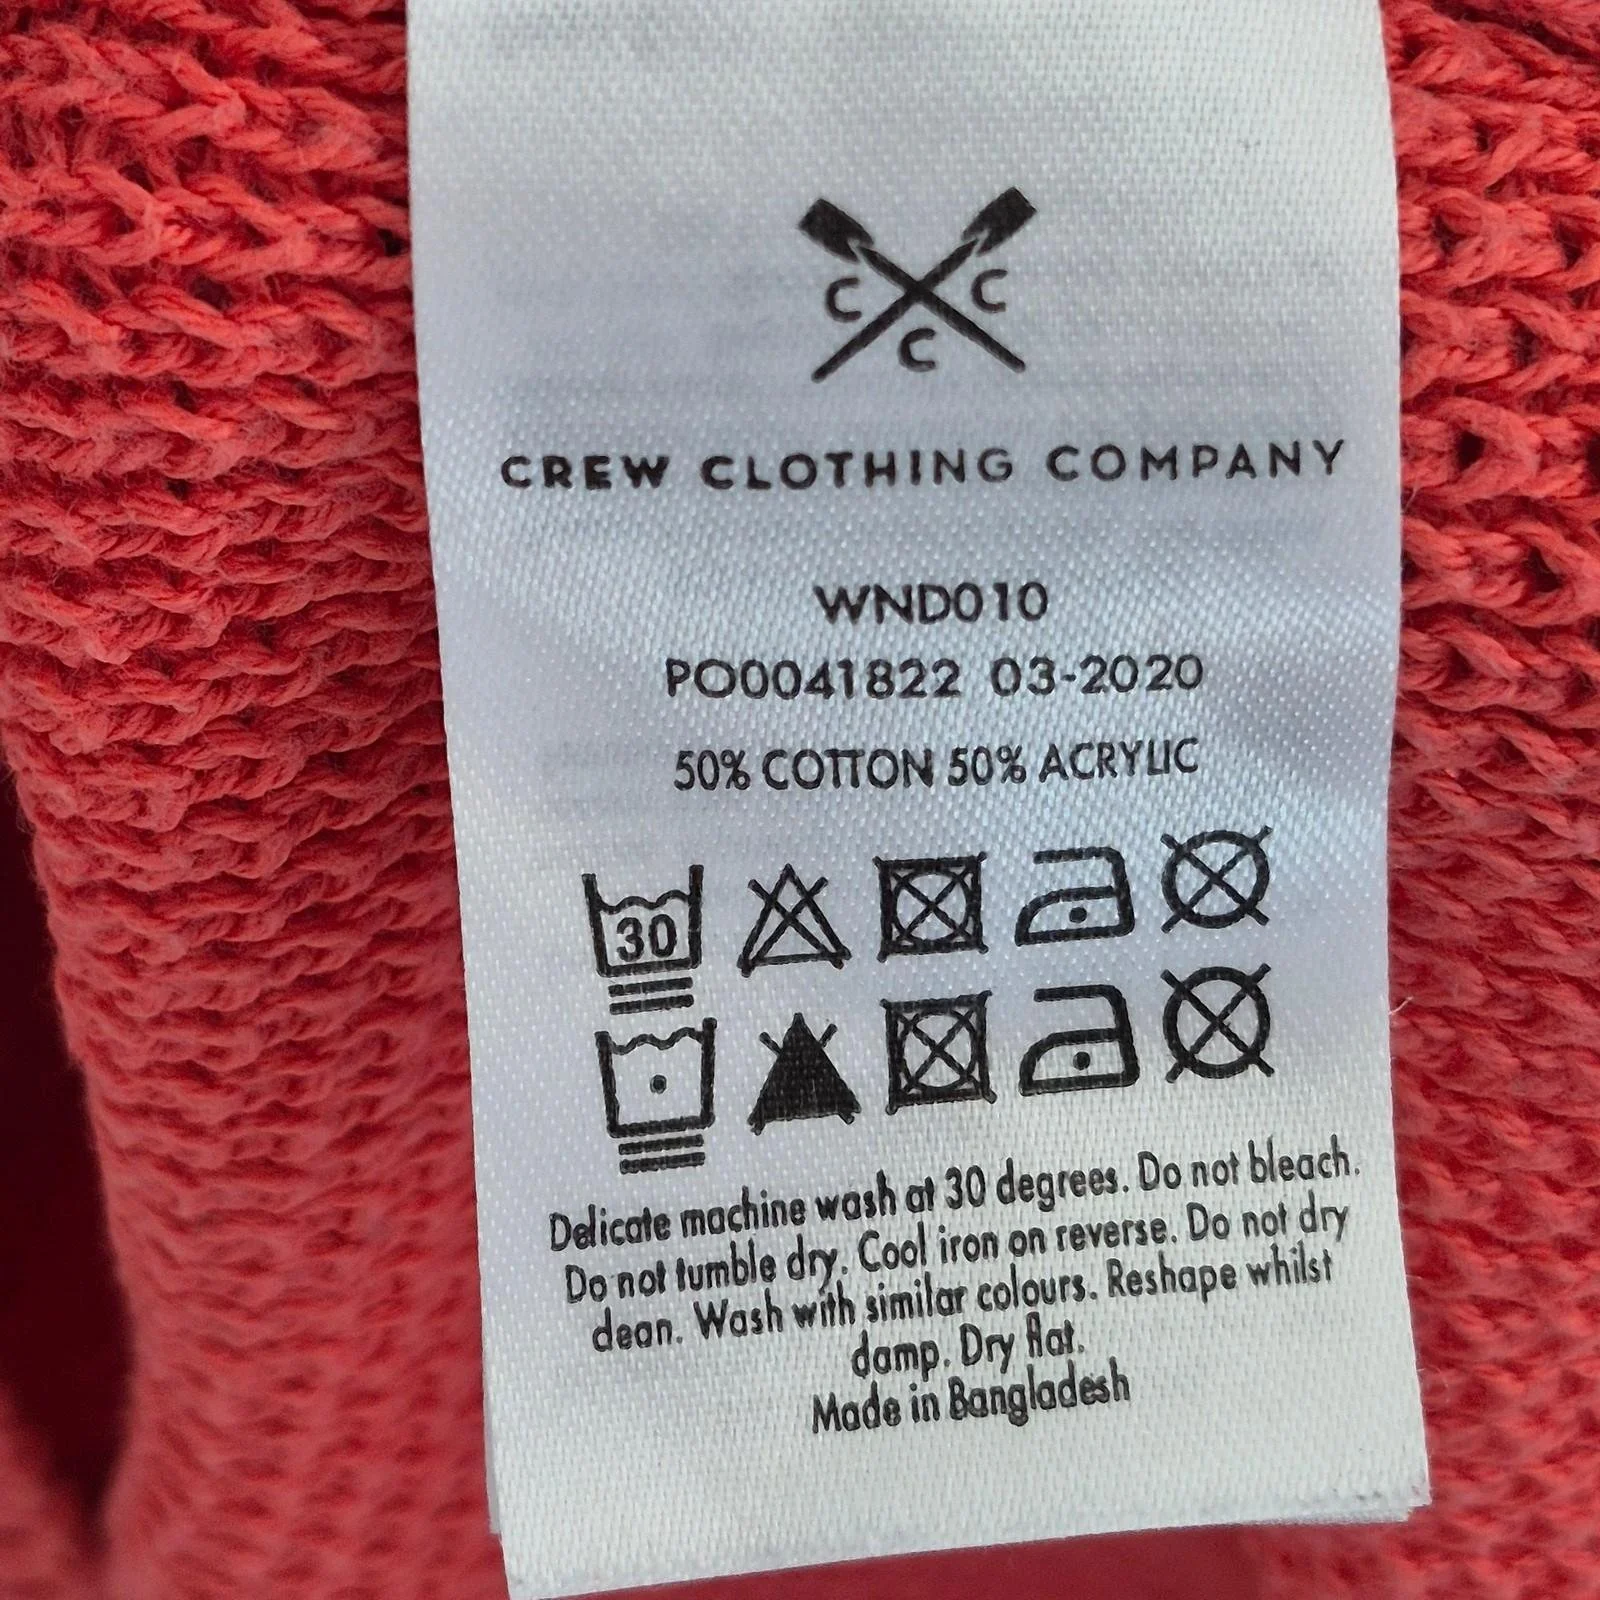 C C
C
CREW CLOTHING COMPANY
WND010
PO0041822 03-2020
50% COTTON 50% ACRYLIC
30
Delicate machine wash at 30 degrees. Do not bleach.
Do not tumble dry. Cool iron on reverse. Do not dry
clean. Wash with similar colours. Reshape whilst
damp. Dry flat.
Made in Bangladesh